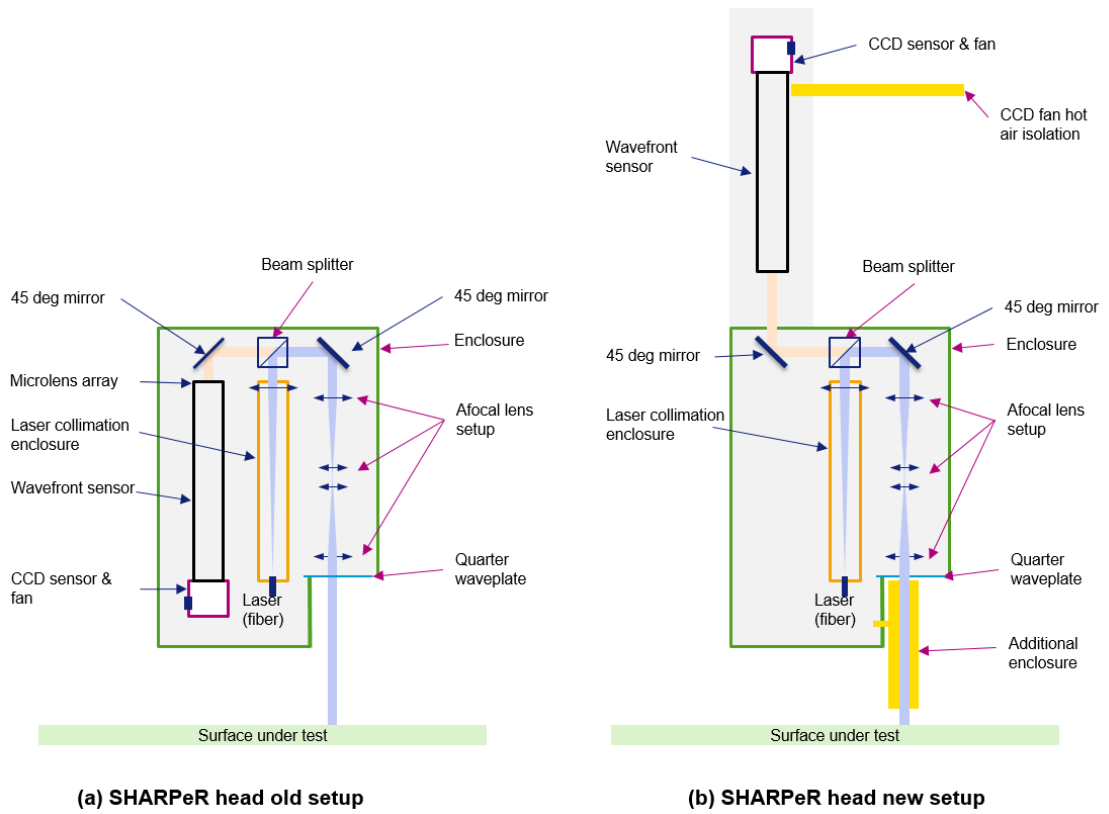 Beam splitter
45 deg mirror
45 deg mirror
Enclosure
Microlens array
Afocal lens
setup
Laser collimation
enclosure
Wavefront sensor
CCD sensor &
fan
Quarter
waveplate
Laser
(fiber)
Surface under test
(a) SHARPeR head old setup
CCD sensor & fan
CCD fan hot
air isolation
Wavefront
sensor
Beam splitter
45 deg mirror
45 deg mirror
Enclosure
Laser collimation
enclosure
Afocal lens
setup
Quarter
waveplate
Laser
(fiber)
Additional
enclosure
Surface under test
(b) SHARPeR head new setup